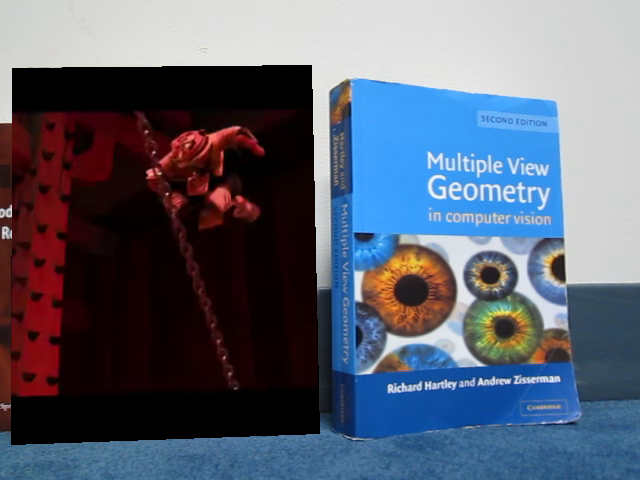 SECOND EDITION
Multiple View
Geometry
in computer vision
Richard Hartley and Andrew Zisserman
CAMBRIDGE
Hartley and
Zisserman
Multiple View Geometry